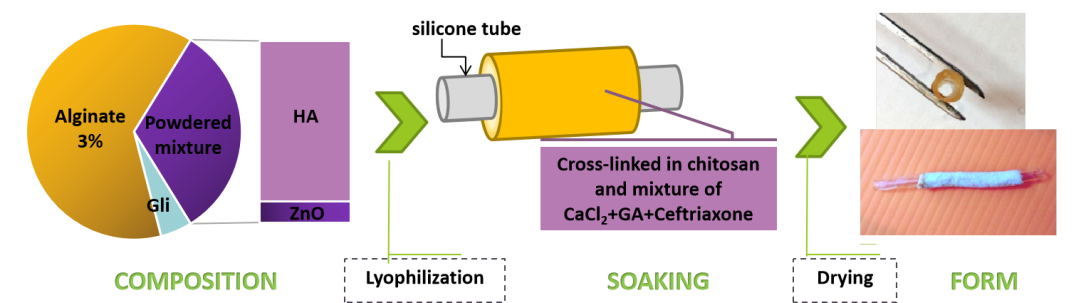 silicone tube
Alginate
3%
Powdered
mixture
Gli
HA
ZnO
Cross-linked in chitosan
and mixture of
CaCl₂+GA+Ceftriaxone
COMPOSITION
Lyophilization
SOAKING
Drying
FORM